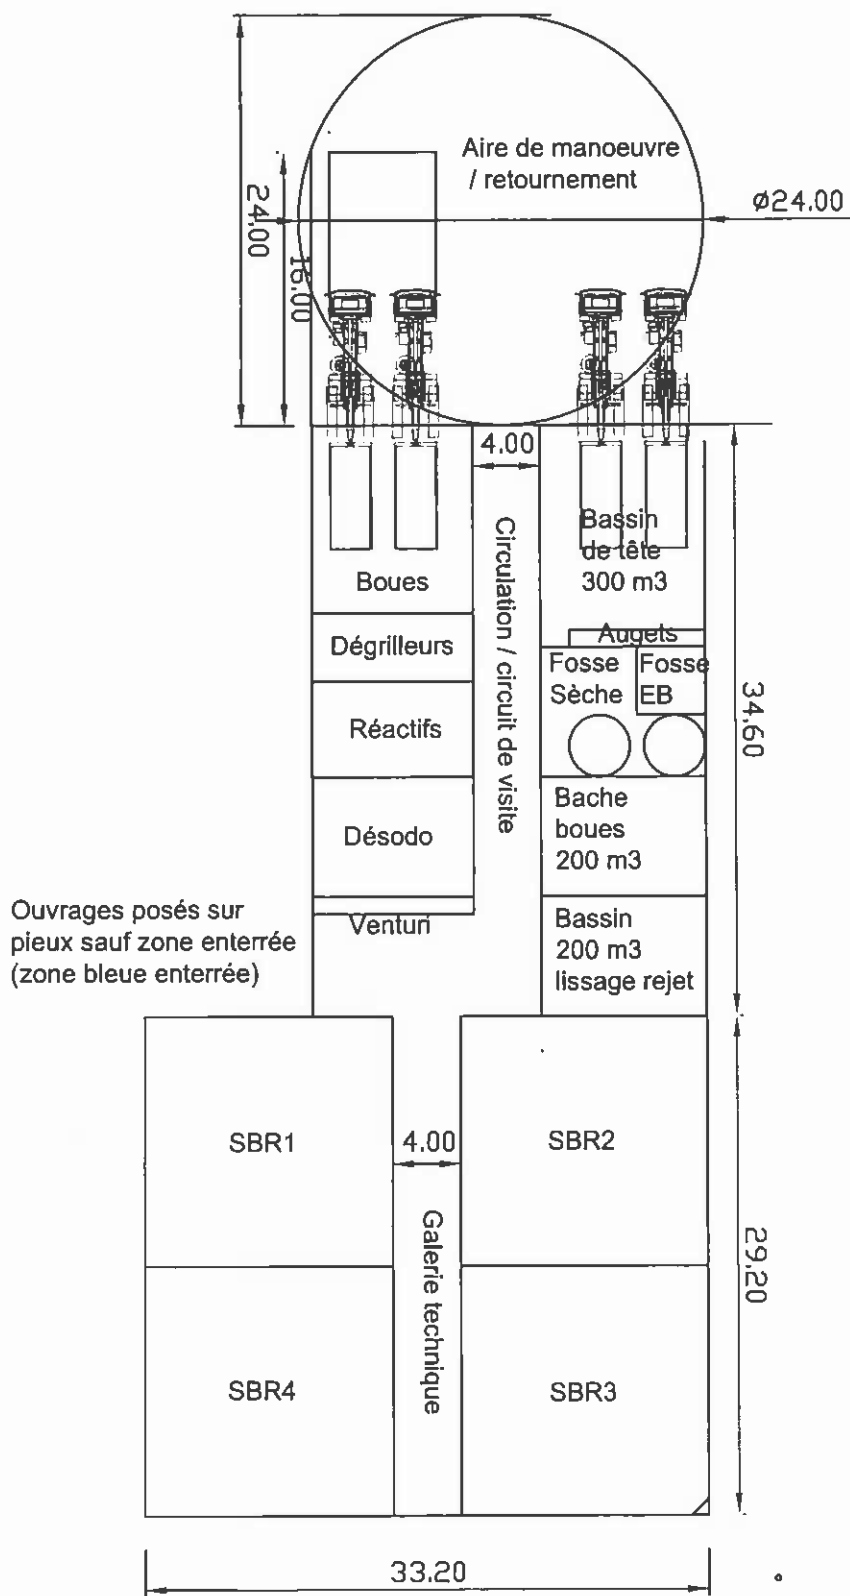 Aire de manoeuvre
/ retournement
ø24.00
24.00
16.00
4.00
Circulation / circuit de visite
Bassin
de tête
300 m3
Boues
Dégrilleurs
Augets
Fosse
Sèche
Fosse
EB
34.60
Réactifs
Bache
boues
200 m3
Désodo
Venturi
Bassin
200 m3
lissage rejet
Ouvrages posés sur
pieux sauf zone enterrée
(zone bleue enterrée)
SBR1
4.00
SBR2
Galerie technique
29.20
SBR4
SBR3
33.20